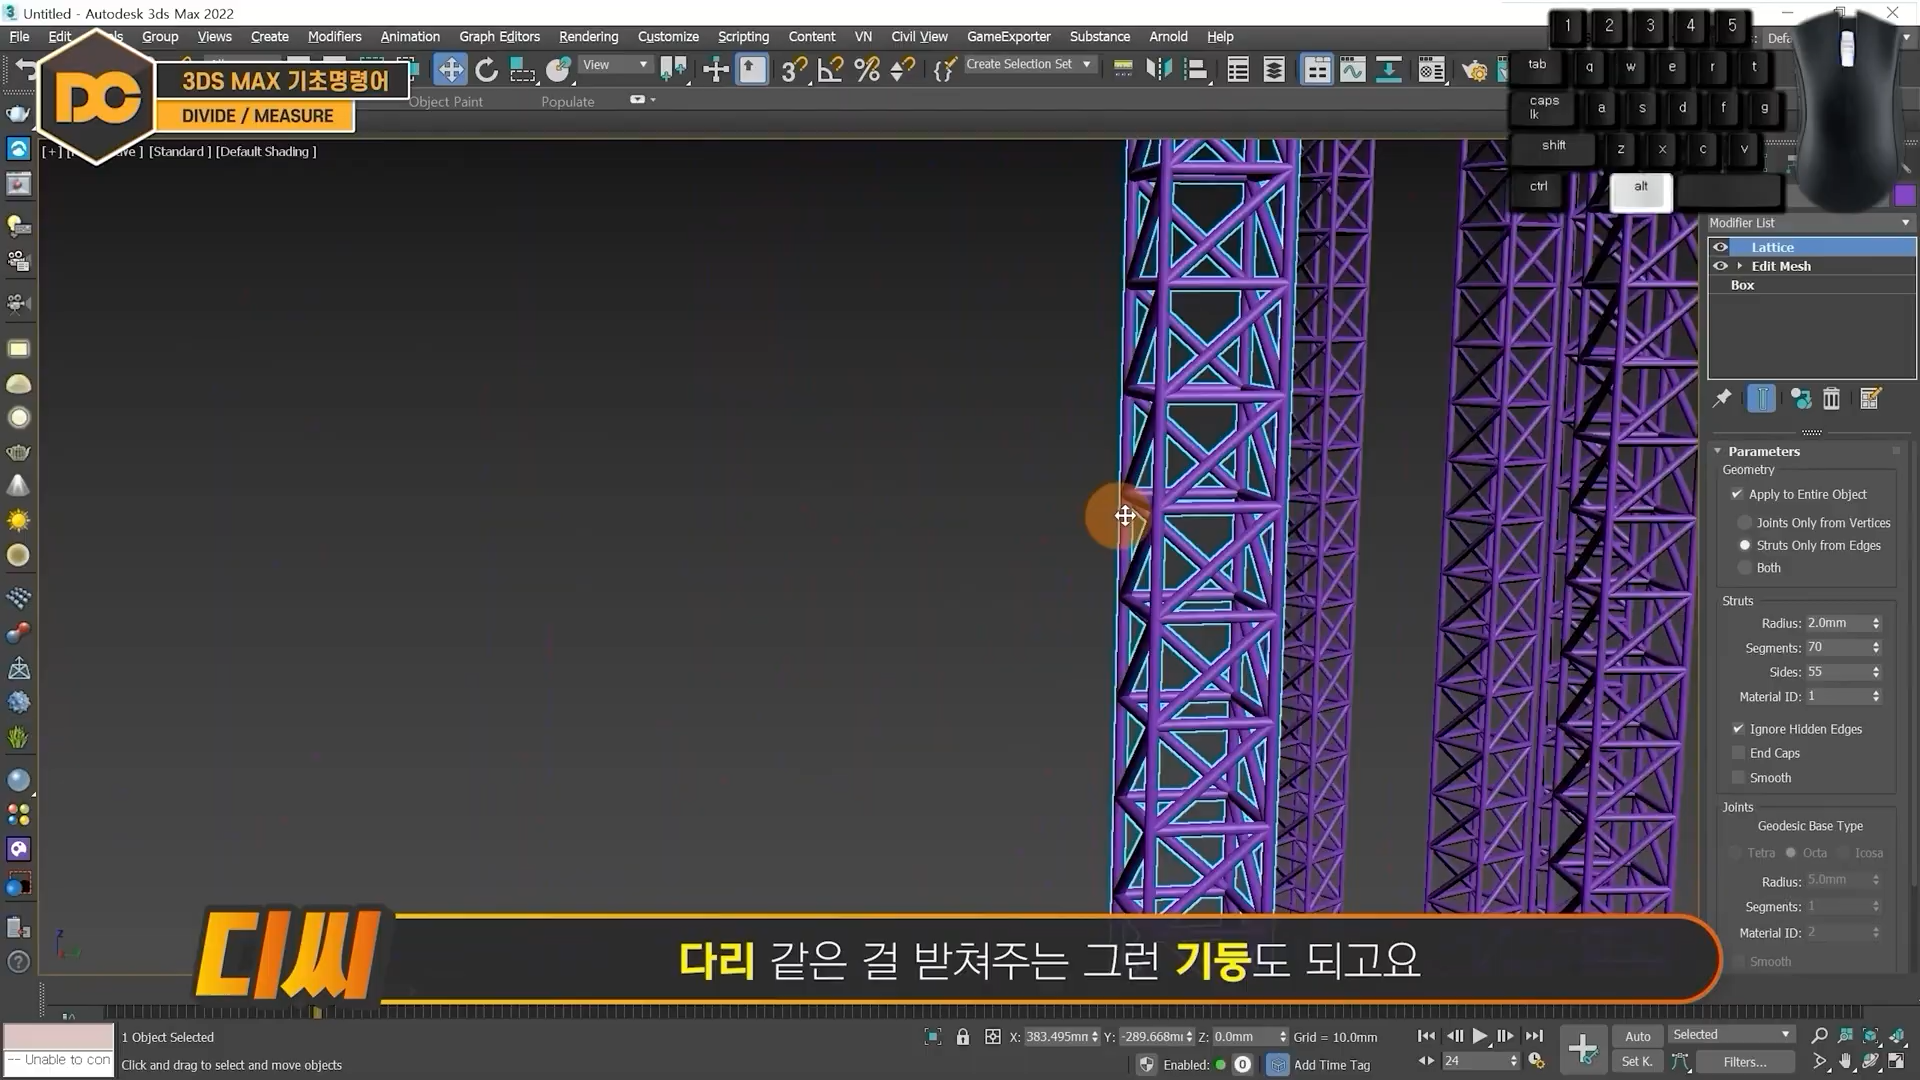 Untitled - Autodesk 3ds Max 2022
File Edit Group Views Create Modifiers Animation Graph Editors Rendering Customize Scripting Content VN Civil View GameExporter Substance Arnold Help
View
Create Selection Set
DC
3DS MAX 기초명령어
DIVIDE / MEASURE
Object Paint Populate
[+] [Standard ] [Default Shading ]
1 2 3 4 5
tab q w e r t
caps lk a s d f g
shift z x c v
ctrl alt
Modifier List
Lattice
Edit Mesh
Box
Parameters
Geometry
Apply to Entire Object
Joints Only from Vertices
Struts Only from Edges
Both
Struts
Radius: 2.0mm
Segments: 70
Sides: 55
Material ID: 1
Ignore Hidden Edges
End Caps
Smooth
Joints
Geodesic Base Type
Tetra Octa Icosa
Radius: 5.0mm
Segments: 1
Material ID: 2
Smooth
디씨
다리 같은 걸 받쳐주는 그런 기둥도 되고요
1 Object Selected
X: 383.495mm Y: -289.668mm Z: 0.0mm Grid = 10.0mm
Auto Selected
-- Unable to con
Click and drag to select and move objects
Enabled: 0 Add Time Tag
24
Set K. Filters...